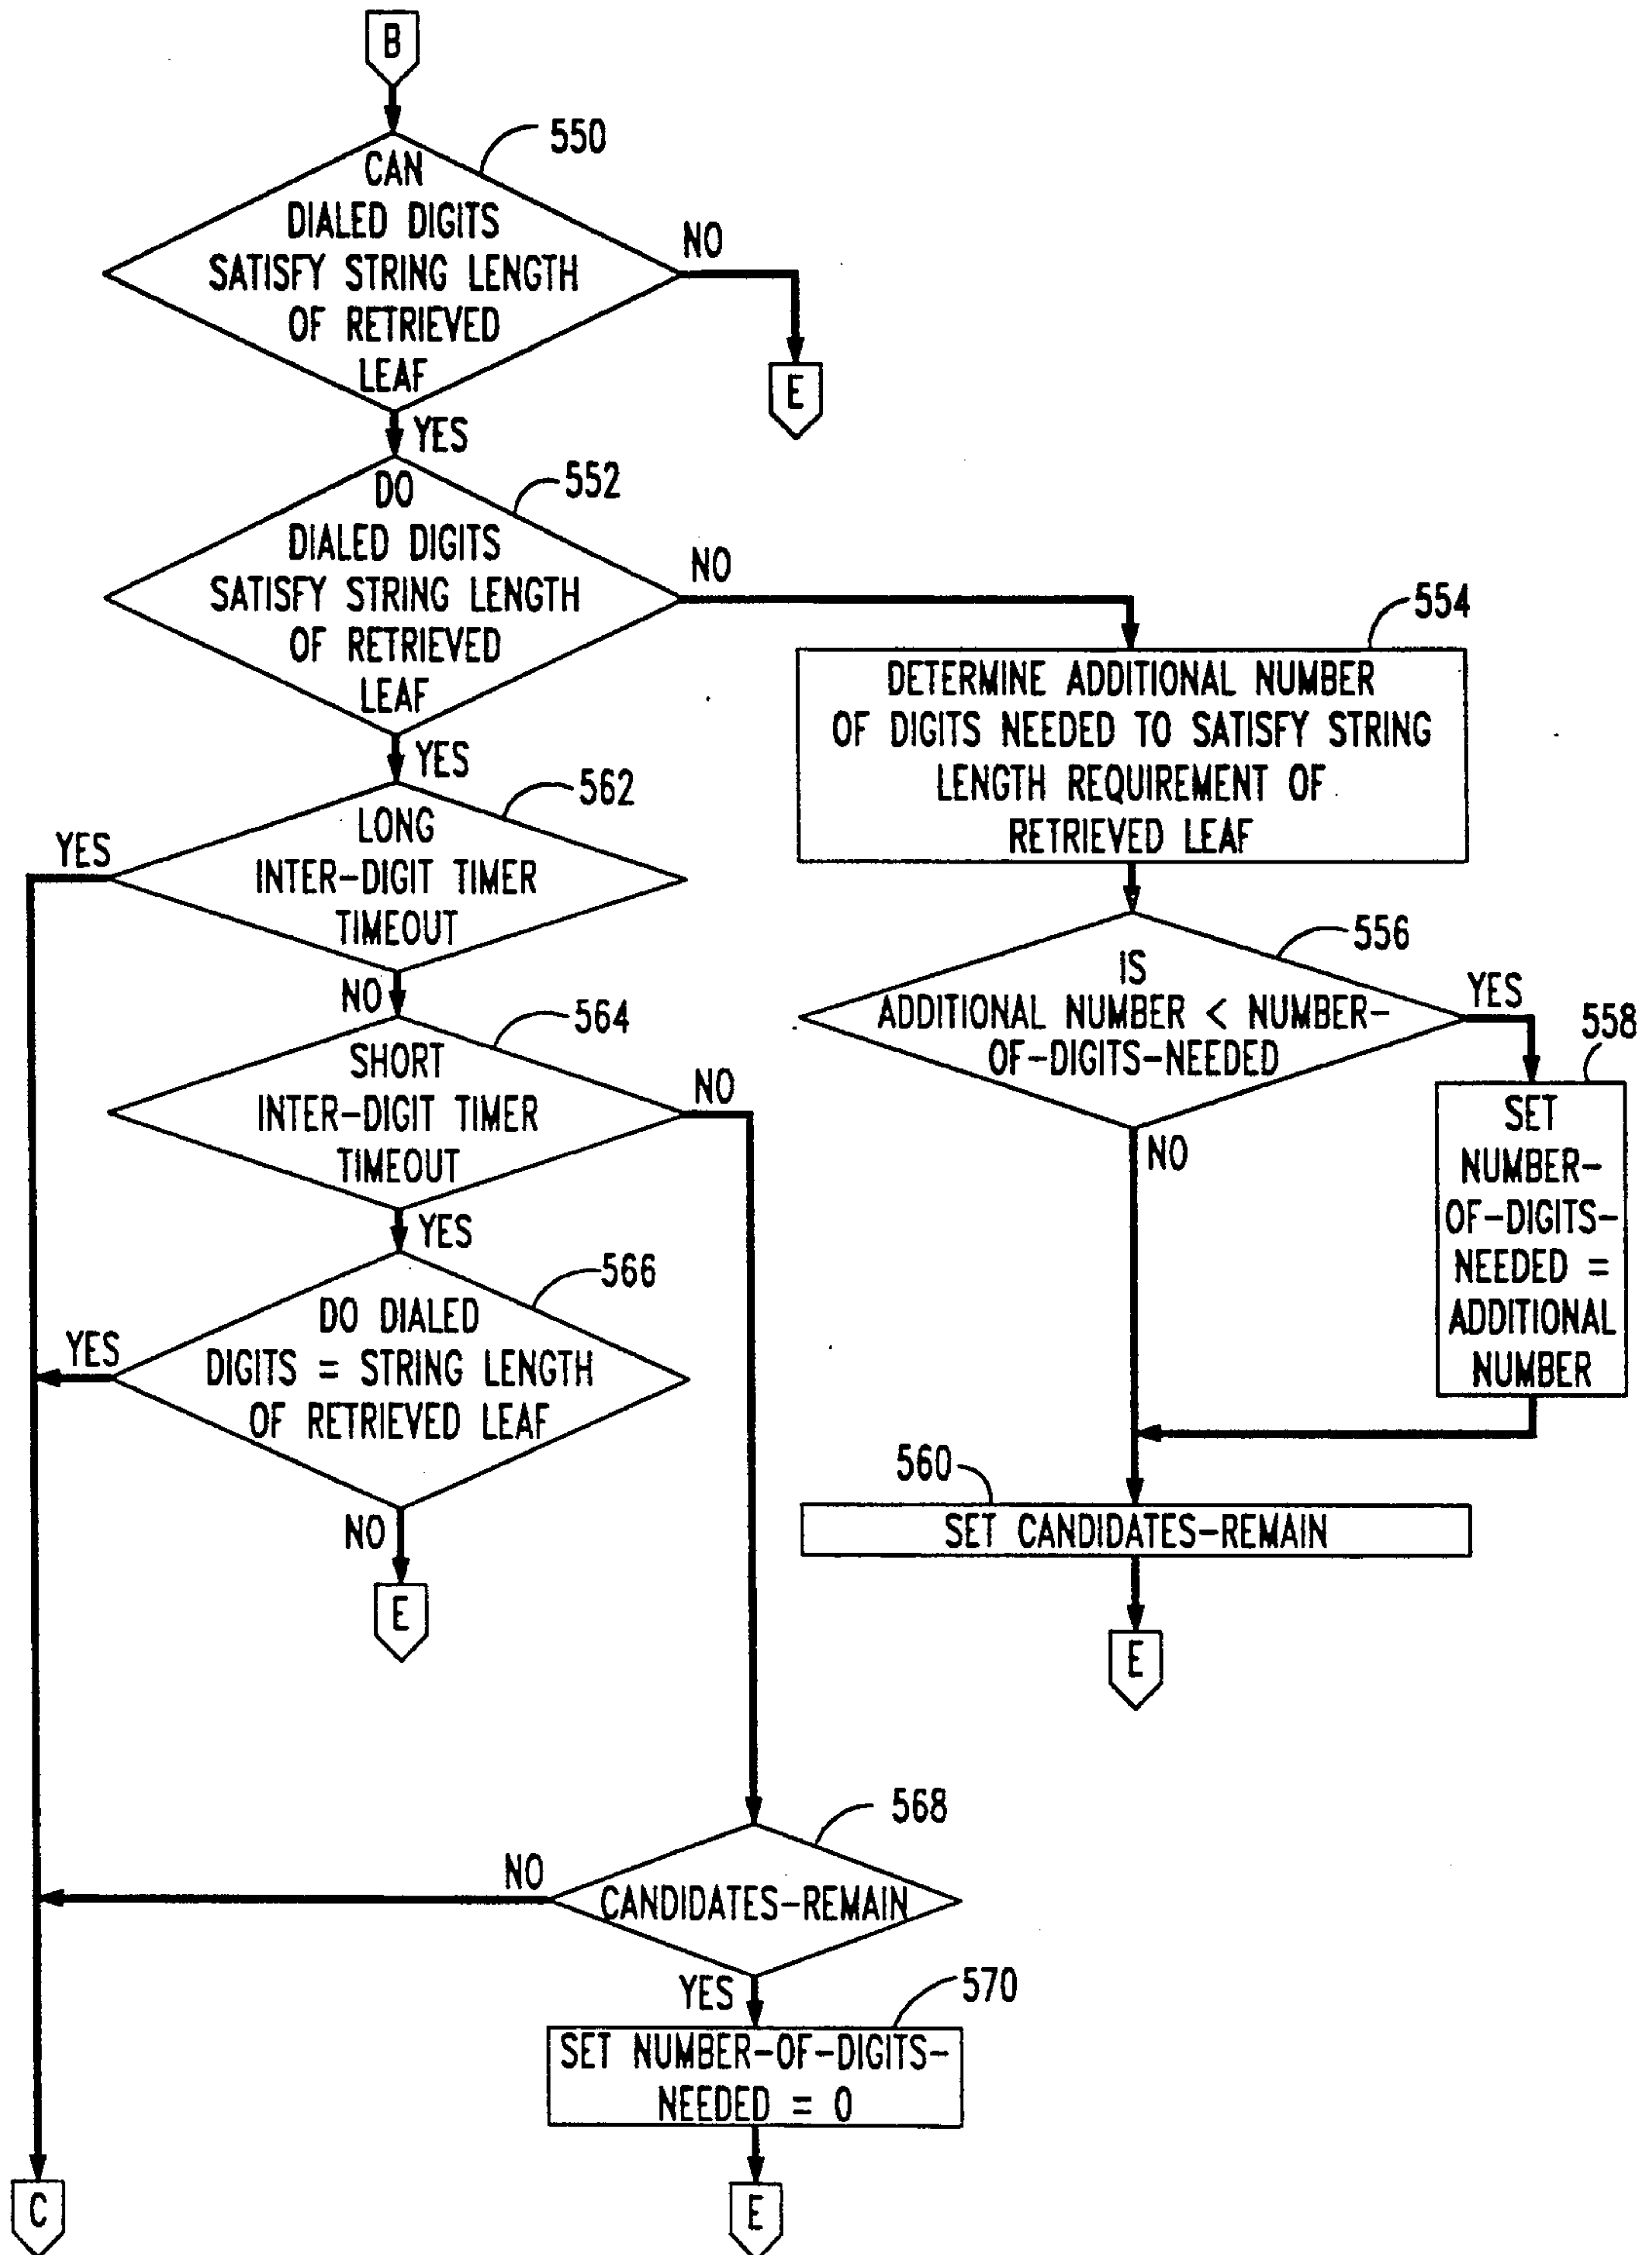 B
550
CAN
DIALED DIGITS
SATISFY STRING LENGTH
OF RETRIEVED
LEAF
NO
E
YES
552
DO
DIALED DIGITS
SATISFY STRING LENGTH
OF RETRIEVED
LEAF
NO
554
DETERMINE ADDITIONAL NUMBER
OF DIGITS NEEDED TO SATISFY STRING
LENGTH REQUIREMENT OF
RETRIEVED LEAF
YES
562
LONG
INTER-DIGIT TIMER
TIMEOUT
YES
556
IS
ADDITIONAL NUMBER < NUMBER-
OF-DIGITS-NEEDED
YES
558
SET
NUMBER-
OF-DIGITS-
NEEDED =
ADDITIONAL
NUMBER
NO
NO
564
SHORT
INTER-DIGIT TIMER
TIMEOUT
NO
YES
566
DO DIALED
DIGITS = STRING LENGTH
OF RETRIEVED LEAF
YES
NO
E
560
SET CANDIDATES-REMAIN
E
568
CANDIDATES-REMAIN
NO
YES
570
SET NUMBER-OF-DIGITS-
NEEDED = 0
C
E